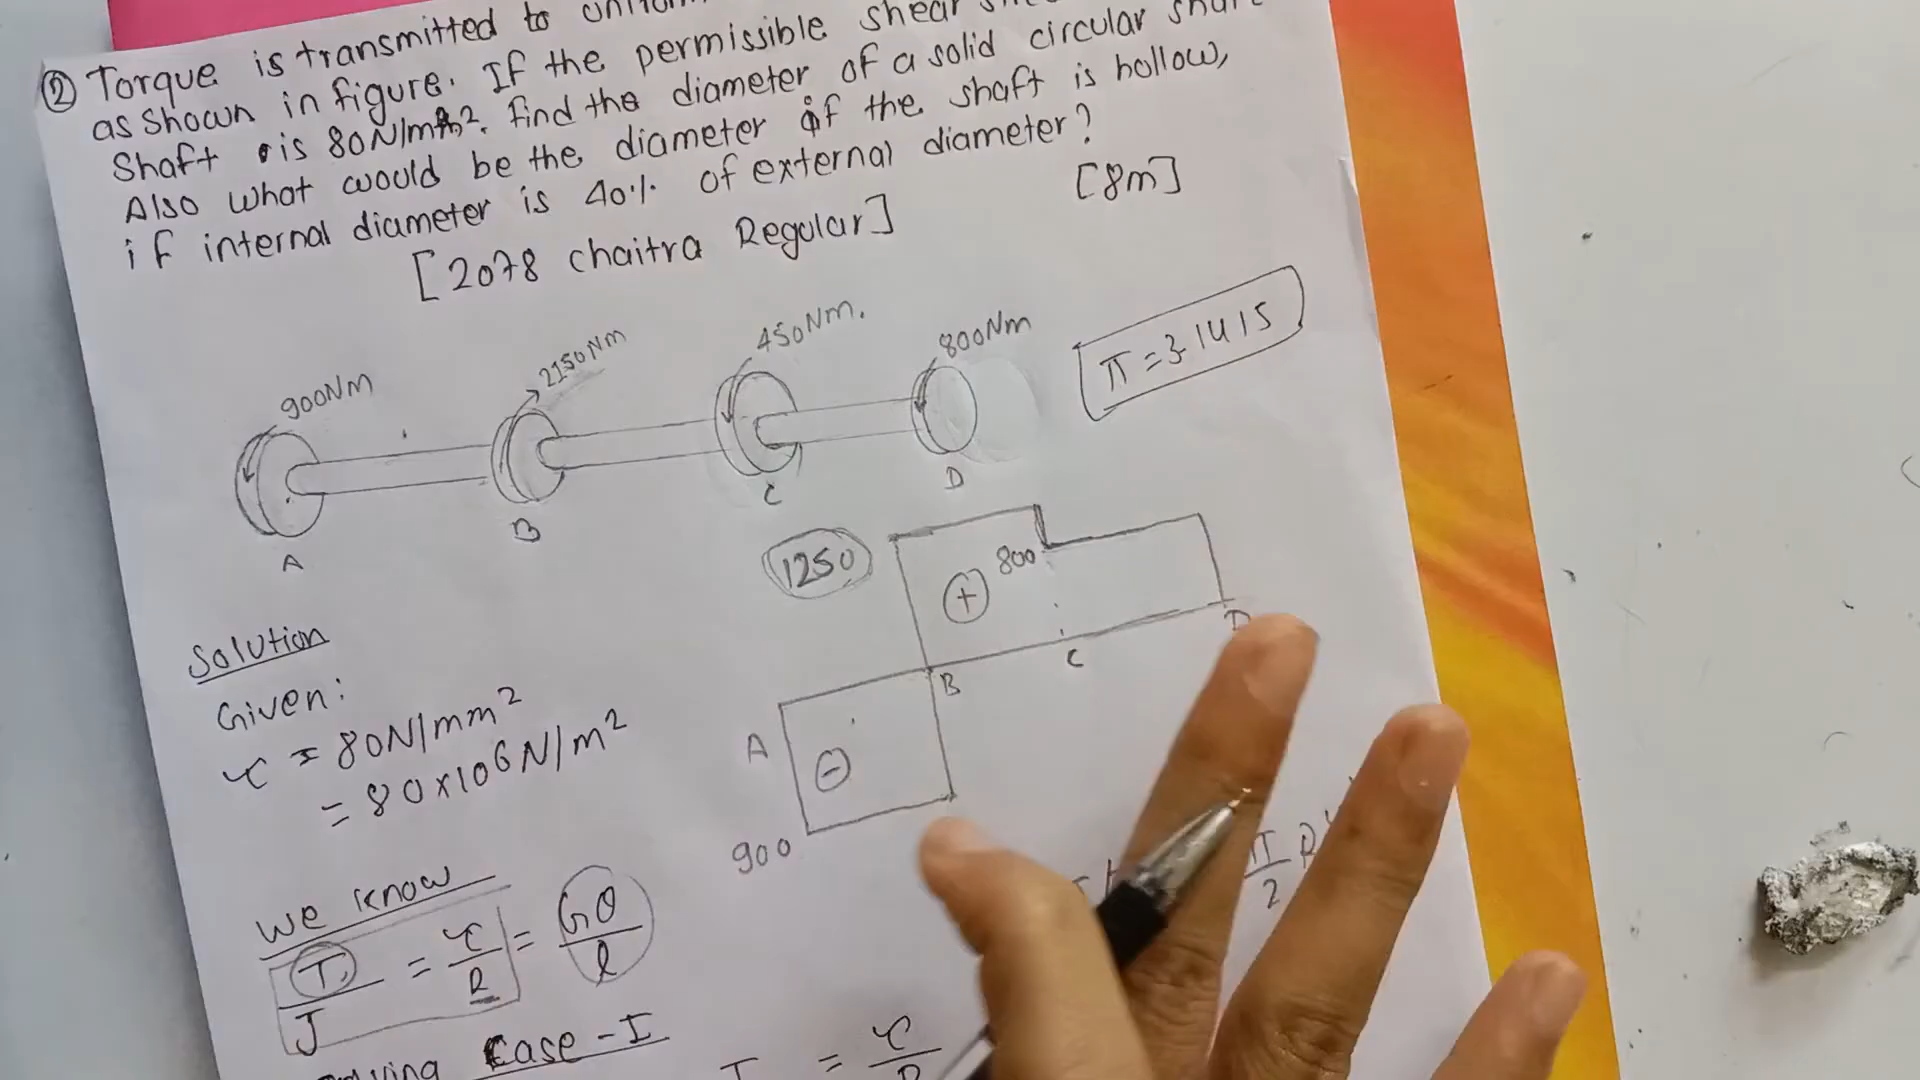 ② Torque is transmitted to
as shown in figure. If the permissible shear
Shaft is 80N/mm². find the diameter of a solid circular
Also what would be the diameter if the shaft is hollow,
if internal diameter is 40% of external diameter?
[8m]
[2078 chaitra Regular]
900Nm
2150Nm
450Nm.
800Nm
π=3.1415
A
B
C
D
1250
+
800
D
C
B
A
-
900
Solution
Given:
τ = 80N/mm²
= 80×10⁶N/m²
We know
T/J = τ/R = Gθ/l
Case-I
π/2 R
= τ